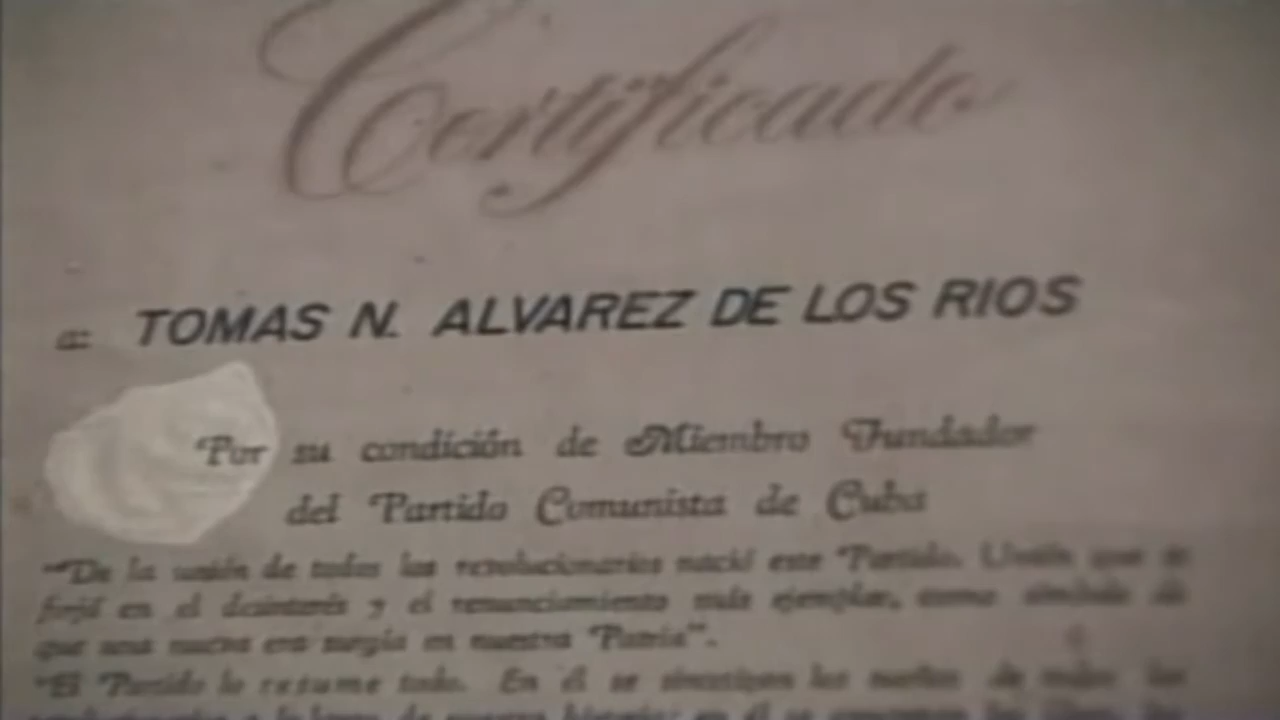 Certificado
a: TOMAS N. ALVAREZ DE LOS RIOS
Por su condición de Miembro Fundador
del Partido Comunista de Cuba
"De la unión de todos los revolucionarios nació este Partido. Unión que se
forjó en el desinterés y el renunciamiento más ejemplar, como símbolo de
que una nueva era surgía en nuestra Patria".
"El Partido lo resume todo. En él se sintetizan los sueños de todos los